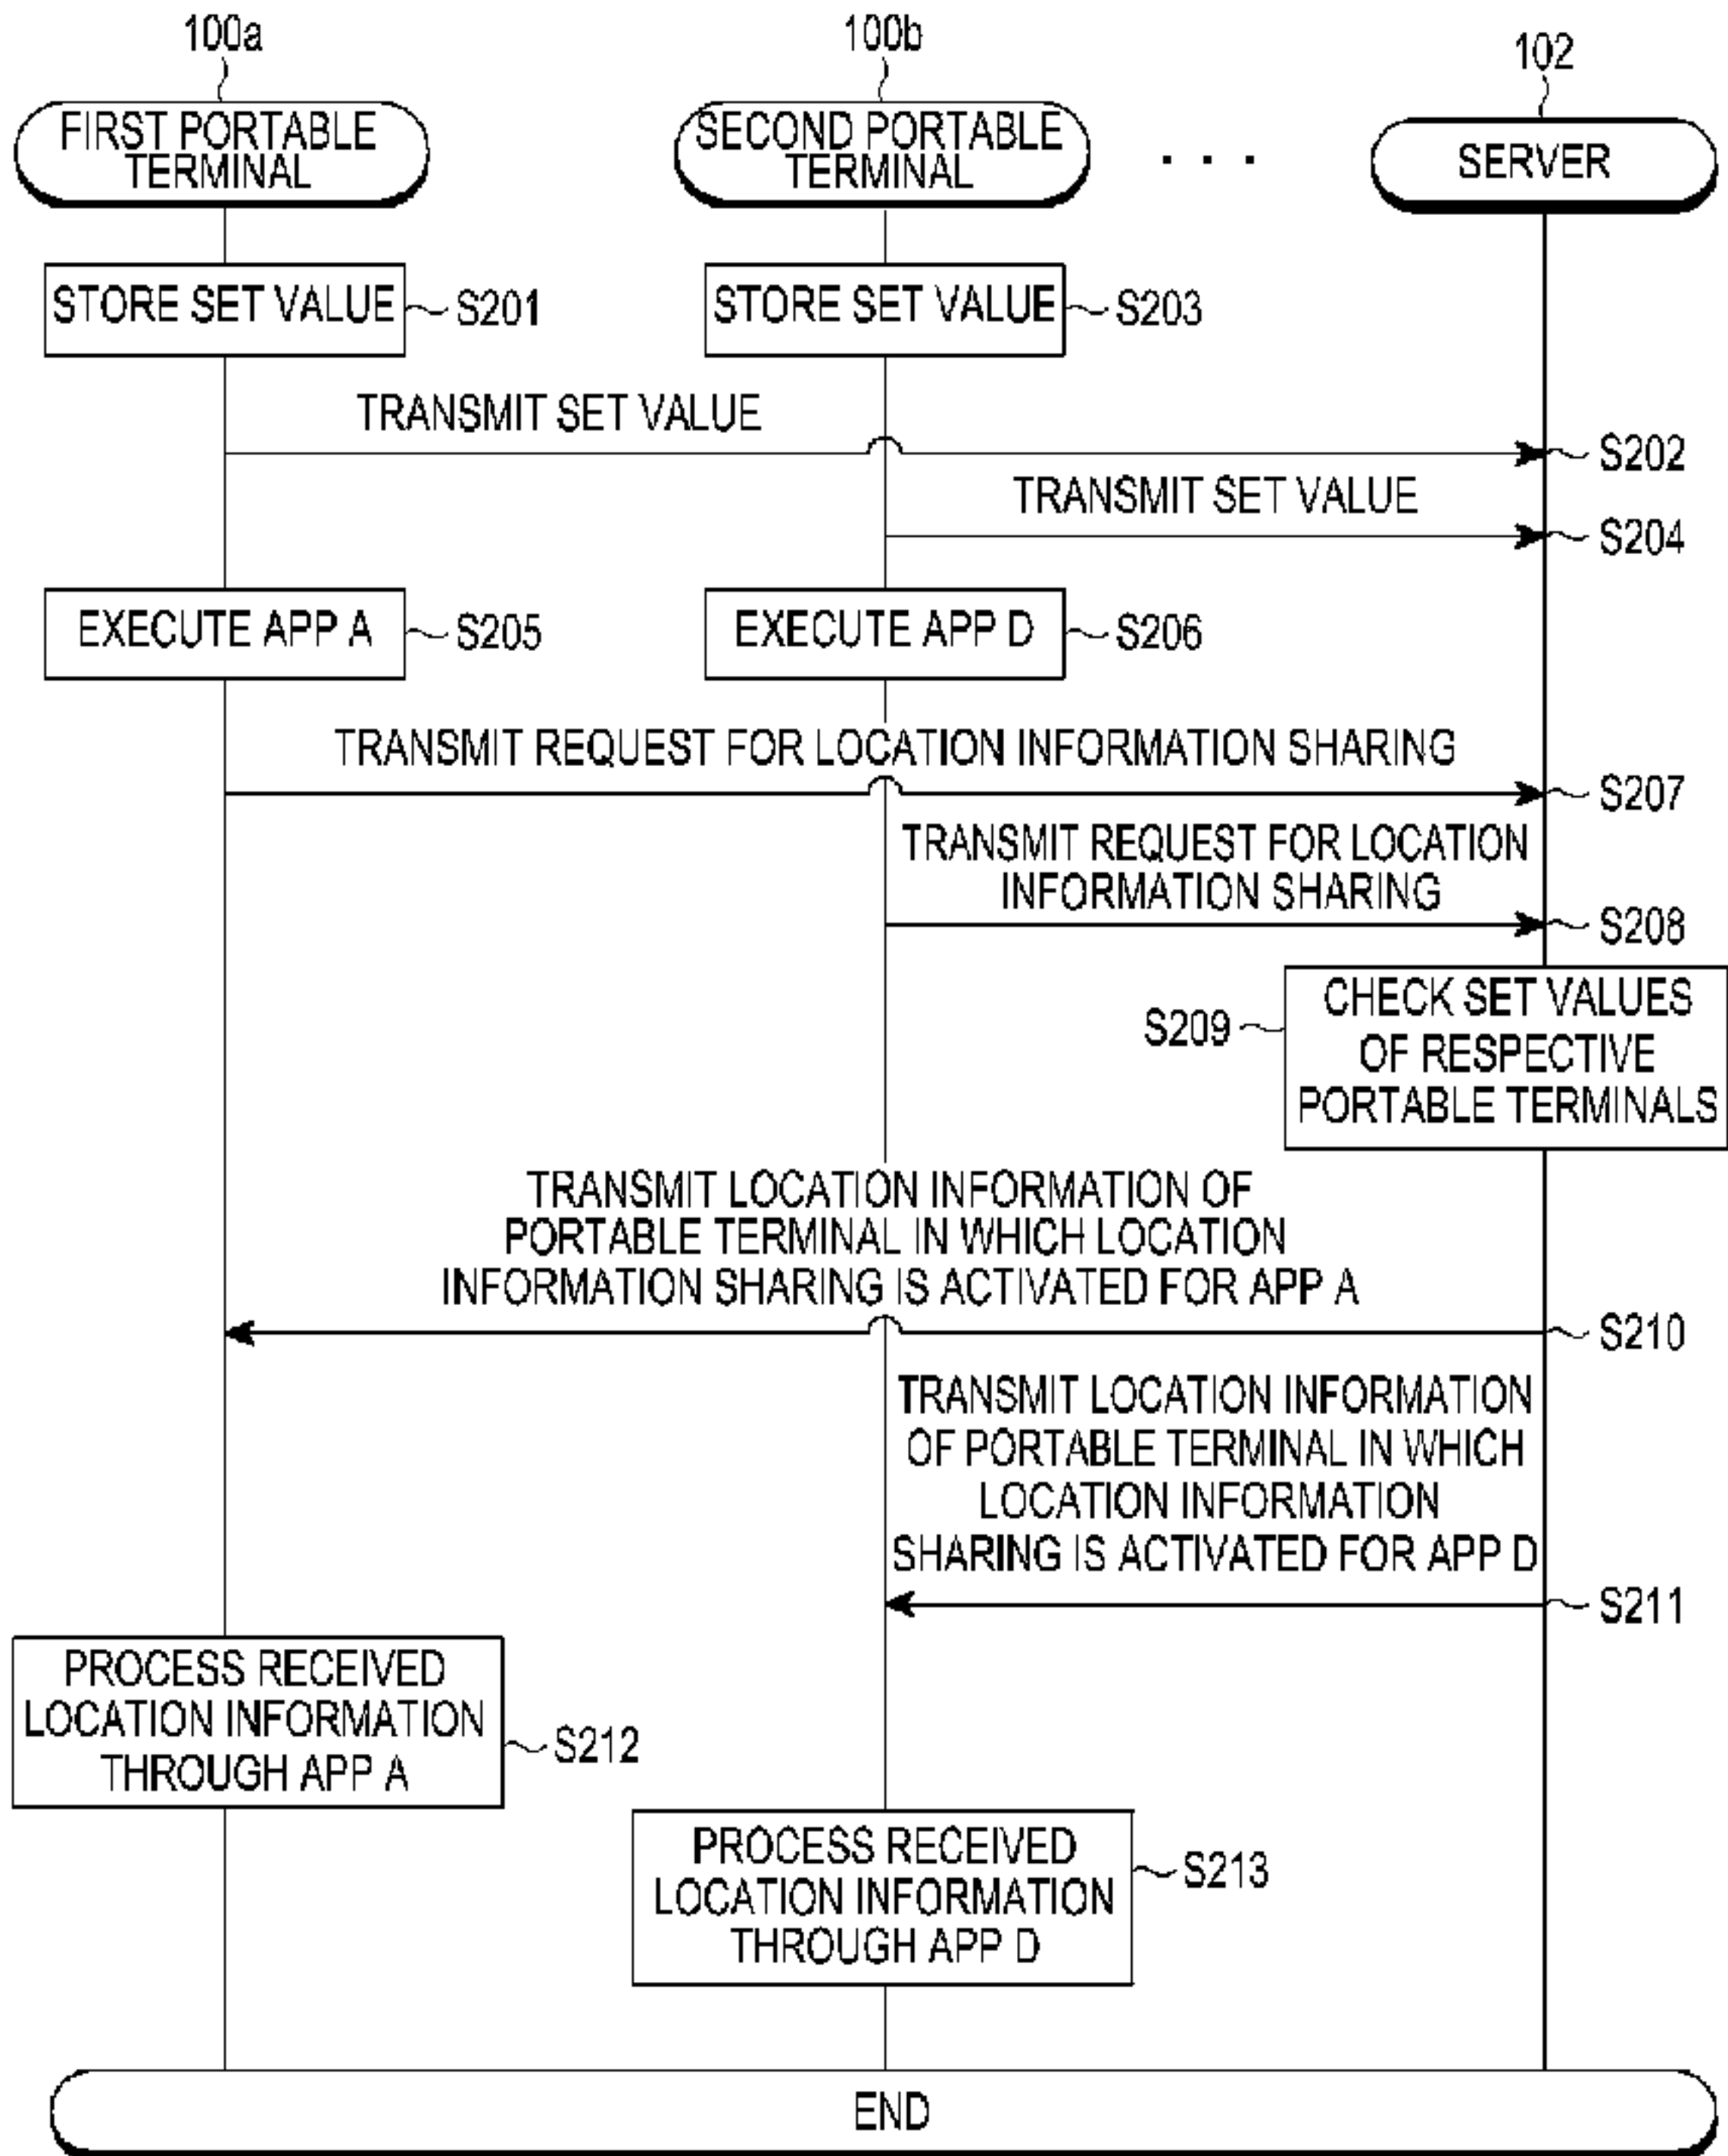 100a
100b
102
FIRST PORTABLE
TERMINAL
SECOND PORTABLE
TERMINAL
. . .
SERVER
STORE SET VALUE
S201
STORE SET VALUE
S203
TRANSMIT SET VALUE
S202
TRANSMIT SET VALUE
S204
EXECUTE APP A
S205
EXECUTE APP D
S206
TRANSMIT REQUEST FOR LOCATION INFORMATION SHARING
S207
TRANSMIT REQUEST FOR LOCATION
INFORMATION SHARING
S208
S209
CHECK SET VALUES
OF RESPECTIVE
PORTABLE TERMINALS
TRANSMIT LOCATION INFORMATION OF
PORTABLE TERMINAL IN WHICH LOCATION
INFORMATION SHARING IS ACTIVATED FOR APP A
S210
TRANSMIT LOCATION INFORMATION
OF PORTABLE TERMINAL IN WHICH
LOCATION INFORMATION
SHARING IS ACTIVATED FOR APP D
S211
PROCESS RECEIVED
LOCATION INFORMATION
THROUGH APP A
S212
PROCESS RECEIVED
LOCATION INFORMATION
THROUGH APP D
S213
END